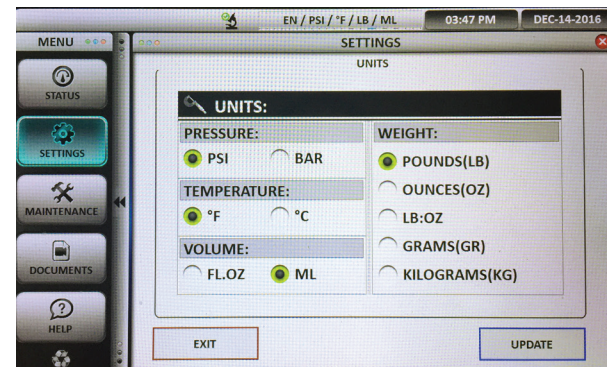 EN / PSI / °F / LB / ML 03:47 PM DEC-14-2016
MENU SETTINGS
UNITS
STATUS
SETTINGS
MAINTENANCE
DOCUMENTS
HELP
UNITS:
PRESSURE:
PSI BAR
TEMPERATURE:
°F °C
VOLUME:
FL.OZ ML
WEIGHT:
POUNDS(LB)
OUNCES(OZ)
LB:OZ
GRAMS(GR)
KILOGRAMS(KG)
EXIT UPDATE